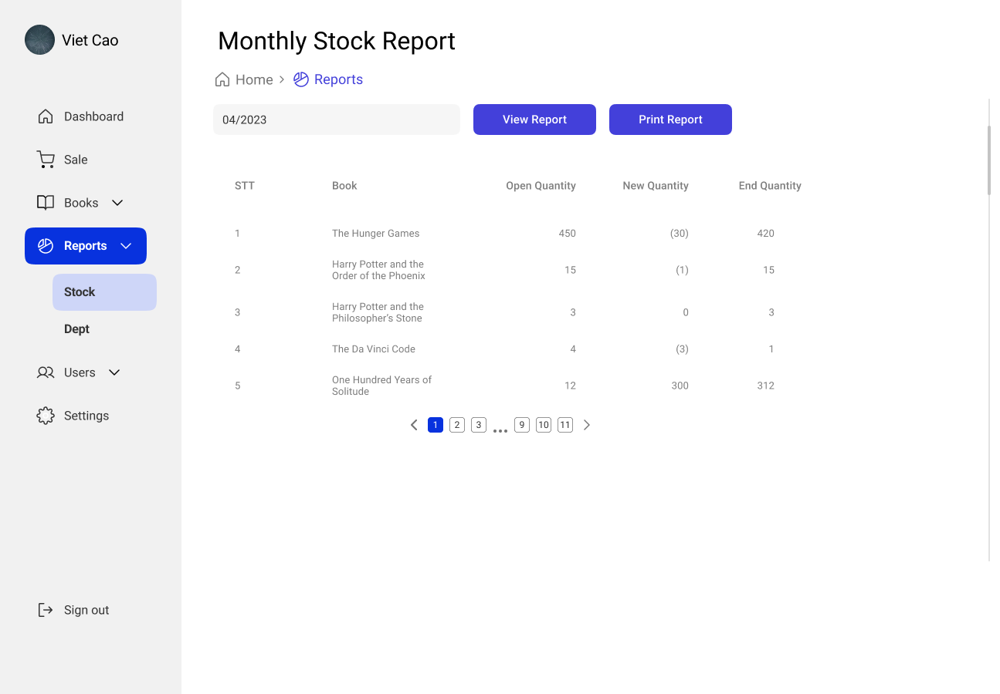 Viet Cao
Dashboard
Sale
Books
Reports
Stock
Dept
Users
Settings
Sign out
Monthly Stock Report
Home > Reports
04/2023 View Report Print Report
STT Book Open Quantity New Quantity End Quantity
1 The Hunger Games 450 (30) 420
2 Harry Potter and the
Order of the Phoenix 15 (1) 15
3 Harry Potter and the
Philosopher's Stone 3 0 3
4 The Da Vinci Code 4 (3) 1
5 One Hundred Years of
Solitude 12 300 312
1 2 3 ... 9 10 11